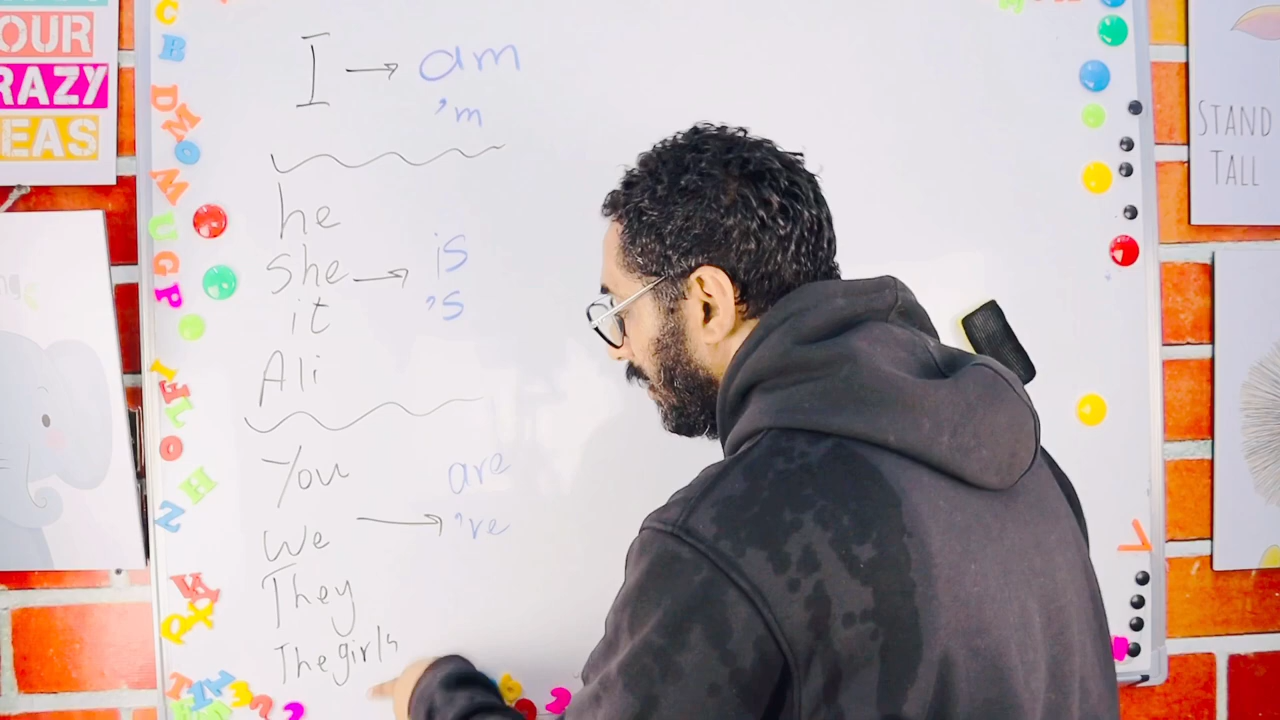 OUR
RAZY
EAS
I → am
'm
he
she → is
it 's
Ali
You are
We → 're
They
The girls
STAND
TALL